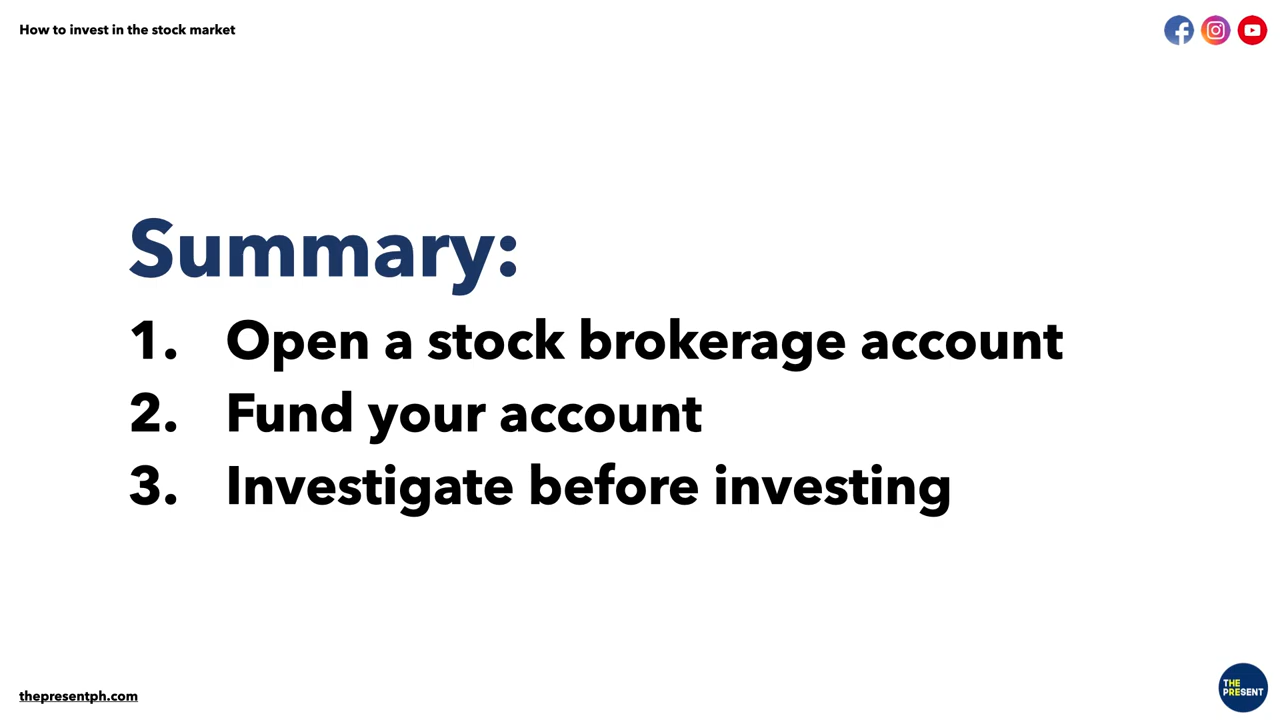 How to invest in the stock market
Summary:
1. Open a stock brokerage account
2. Fund your account
3. Investigate before investing
thepresentph.com
THE
PRESENT